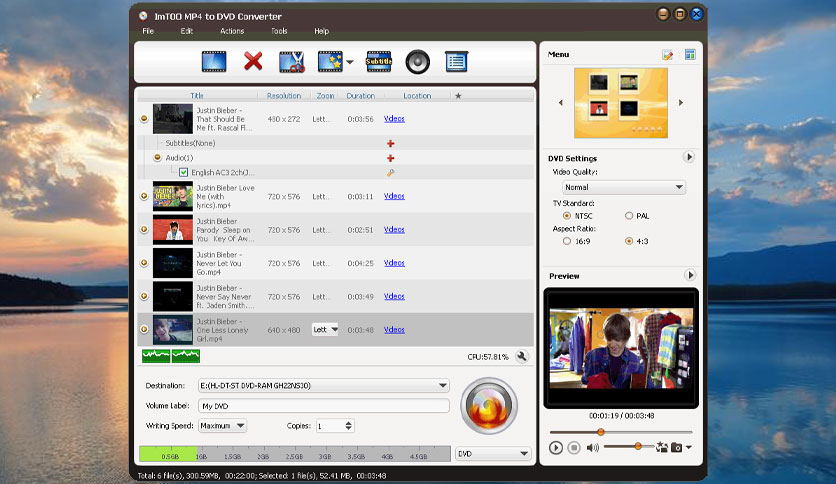 ImTOO MP4 to DVD Converter
File Edit Actions Tools Help
Subtitle
Title Resolution Zoom Duration Location ★
Justin Bieber -
That Should Be
Me ft. Rascal Fl...
480 x 272 Lett... 0:03:56 Videos
Subtitles(None)
Audio(1)
English AC3 2ch(J...
Justin Bieber Love
Me (with
lyrics).mp4
720 x 576 Lett... 0:03:11 Videos
Justin Bieber
Parody Sleep on
You Key Of Aw...
720 x 576 Lett... 0:02:51 Videos
Justin Bieber -
Never Let You
Go.mp4
720 x 576 Lett... 0:04:25 Videos
Justin Bieber -
Never Say Never
ft. Jaden Smith....
720 x 576 Lett... 0:03:49 Videos
Justin Bieber -
One Less Lonely
Girl.mp4
640 x 480 Lett 0:03:48 Videos
CPU:57.81%
Destination: E:(HL-DT-ST DVD-RAM GH22NS30)
Volume Label: My DVD
Writing Speed: Maximum Copies: 1
0.5GB 1GB 1.5GB 2GB 2.5GB 3GB 3.5GB 4GB 4.5GB DVD
Total: 6 file(s), 300.59MB, 00:22:00; Selected: 1 file(s), 52.41 MB, 00:03:48
Menu
DVD Settings
Video Quality:
Normal
TV Standard:
NTSC PAL
Aspect Ratio:
16:9 4:3
Preview
00:01:19 / 00:03:48